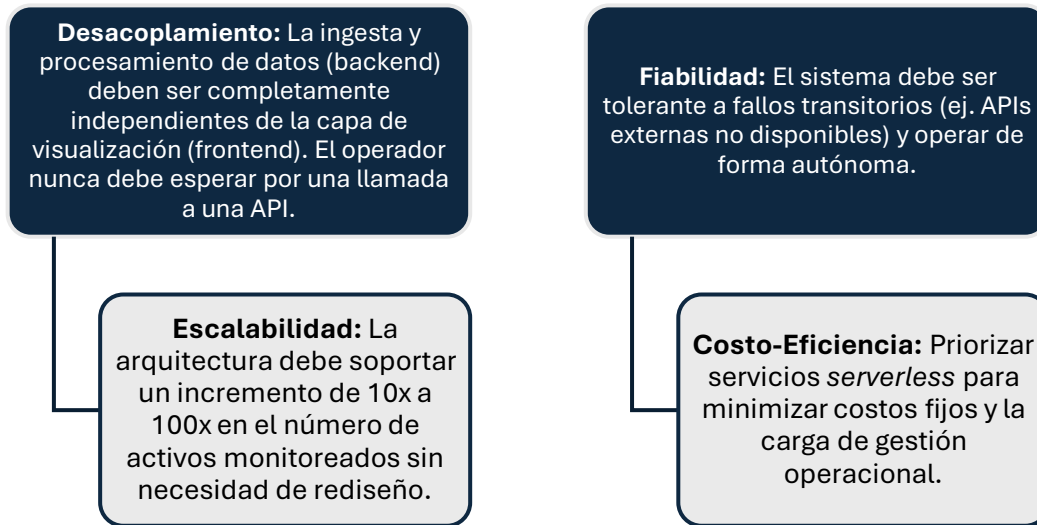 Desacoplamiento: La ingesta y
procesamiento de datos (backend)
deben ser completamente
independientes de la capa de
visualización (frontend). El operador
nunca debe esperar por una llamada
a una API.
Escalabilidad: La
arquitectura debe soportar
un incremento de 10x a
100x en el número de
activos monitoreados sin
necesidad de rediseño.
Fiabilidad: El sistema debe ser
tolerante a fallos transitorios (ej. APIs
externas no disponibles) y operar de
forma autónoma.
Costo-Eficiencia: Priorizar
servicios serverless para
minimizar costos fijos y la
carga de gestión
operacional.